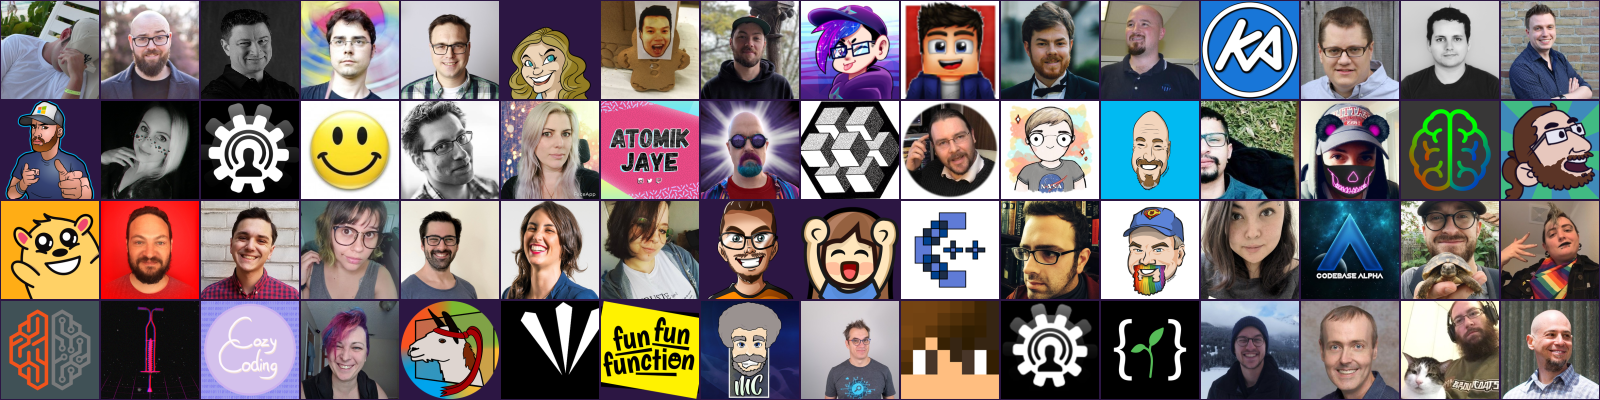 KA
ATOMIK
JAYE
NASA
C++
CODEBASE ALPHA
Cozy
Coding
fun fun
function
MC
{ }